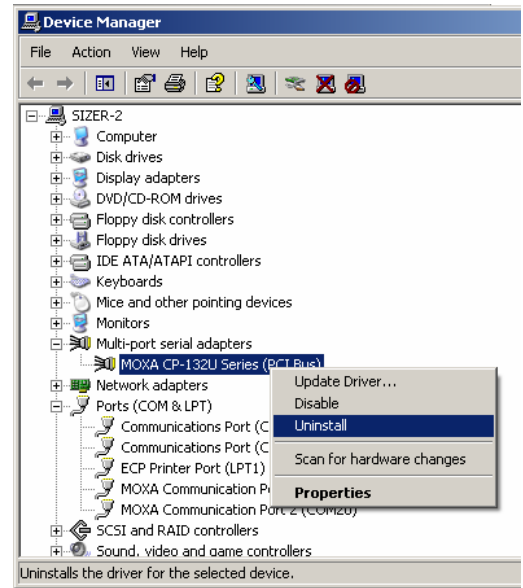 Device Manager
File Action View Help
SIZER-2
Computer
Disk drives
Display adapters
DVD/CD-ROM drives
Floppy disk controllers
Floppy disk drives
IDE ATA/ATAPI controllers
Keyboards
Mice and other pointing devices
Monitors
Multi-port serial adapters
MOXA CP-132U Series (PCI Bus)
Network adapters
Ports (COM & LPT)
Communications Port (C
Communications Port (C
ECP Printer Port (LPT1)
MOXA Communication P
MOXA Communication Port 2 (COM20)
SCSI and RAID controllers
Sound, video and game controllers
Update Driver...
Disable
Uninstall
Scan for hardware changes
Properties
Uninstalls the driver for the selected device.